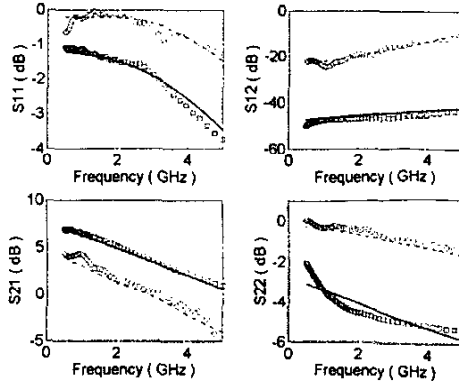 0
-1
-2
-3
-4
S11 ( dB )
0 2 4
Frequency ( GHz )
0
-20
-40
-60
S12 ( dB )
0 2 4
Frequency ( GHz )
10
5
0
-5
S21 ( dB )
0 2 4
Frequency ( GHz )
0
-2
-4
-6
S22 ( dB )
0 2 4
Frequency ( GHz )